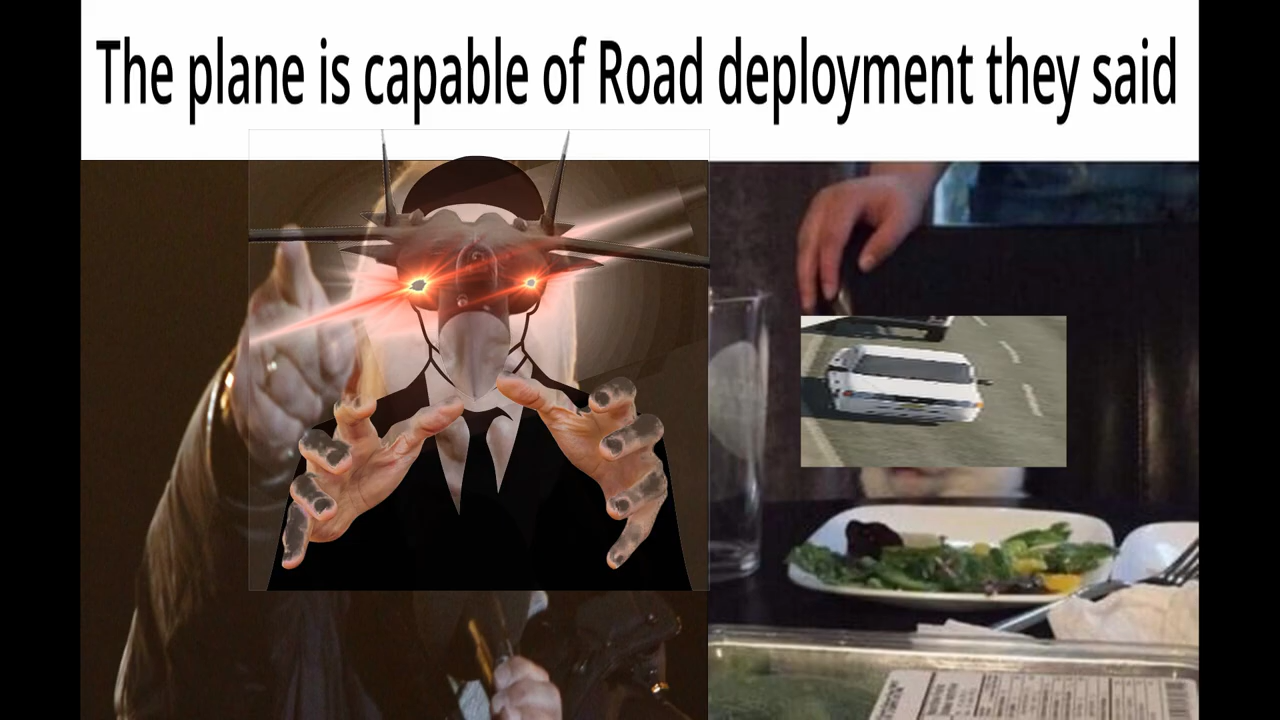 The plane is capable of Road deployment they said